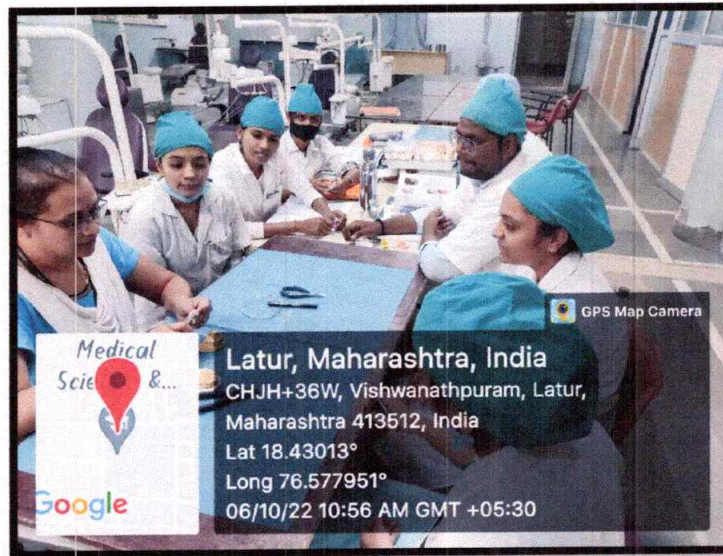 GPS Map Camera
Medical
Scie
&...
Google
Latur, Maharashtra, India
CHJH+36W, Vishwanathpuram, Latur,
Maharashtra 413512, India
Lat 18.43013°
Long 76.577951°
06/10/22 10:56 AM GMT +05:30